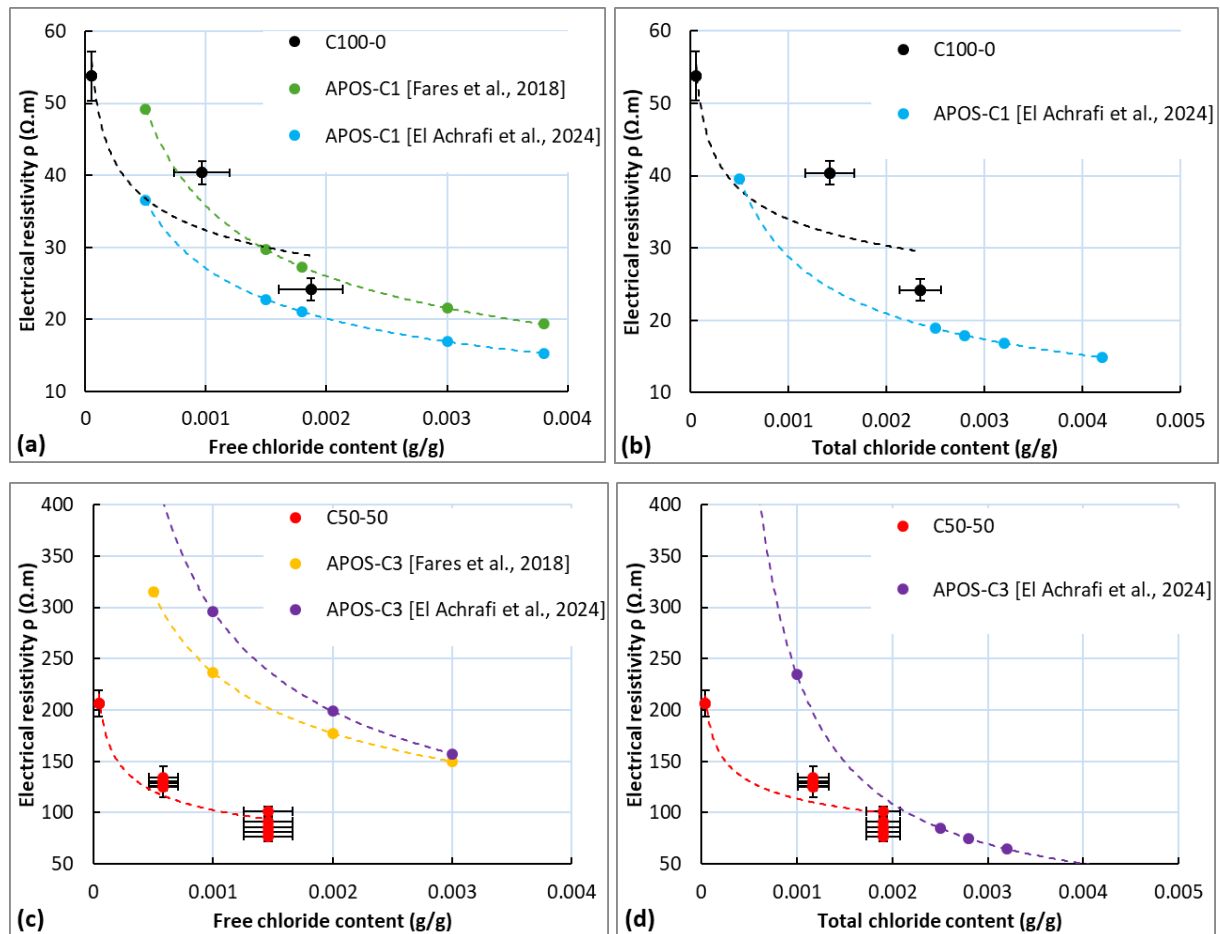 60
50
40
30
20
10
Electrical resistivity ρ (Ω.m)
C100-0
APOS-C1 [Fares et al., 2018]
APOS-C1 [El Achrafi et al., 2024]
0 0.001 0.002 0.003 0.004
(a) Free chloride content (g/g)
60
50
40
30
20
10
Electrical resistivity ρ (Ω.m)
C100-0
APOS-C1 [El Achrafi et al., 2024]
0 0.001 0.002 0.003 0.004 0.005
(b) Total chloride content (g/g)
400
350
300
250
200
150
100
50
Electrical resistivity ρ (Ω.m)
C50-50
APOS-C3 [Fares et al., 2018]
APOS-C3 [El Achrafi et al., 2024]
0 0.001 0.002 0.003 0.004
(c) Free chloride content (g/g)
400
350
300
250
200
150
100
50
Electrical resistivity ρ (Ω.m)
C50-50
APOS-C3 [El Achrafi et al., 2024]
0 0.001 0.002 0.003 0.004 0.005
(d) Total chloride content (g/g)